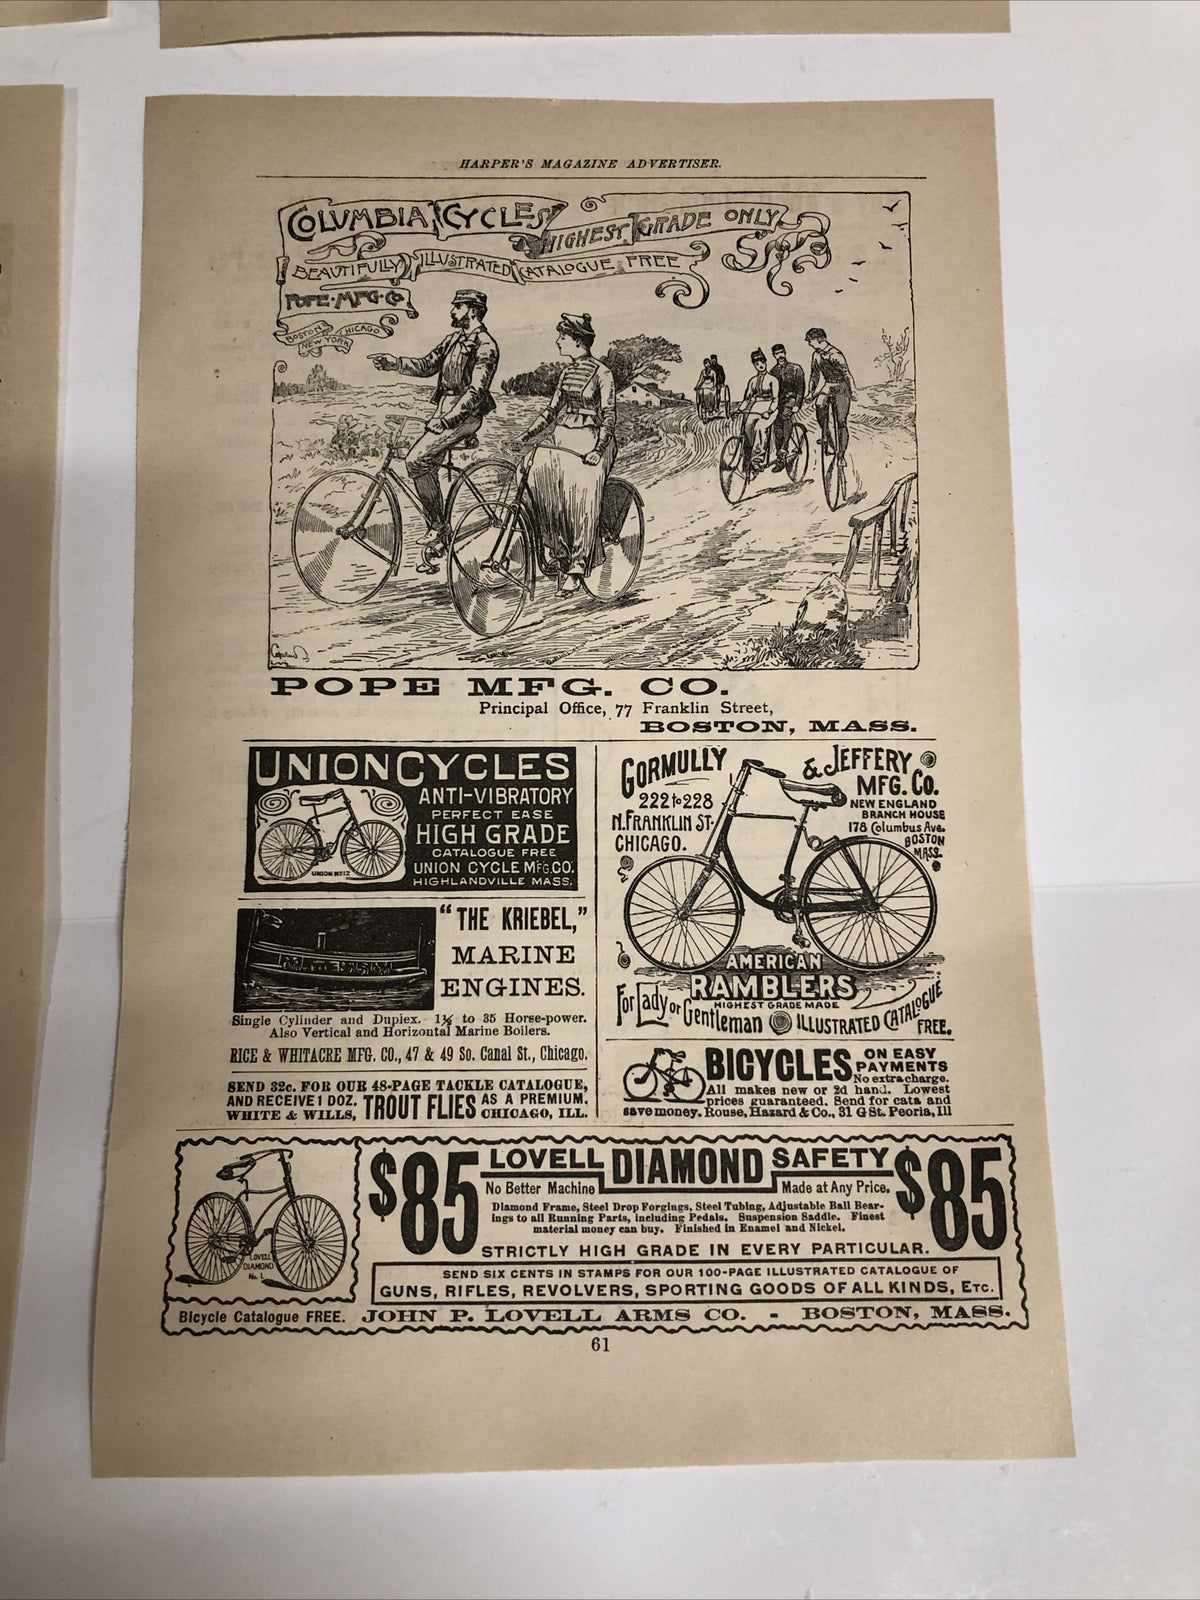 HARPER'S MAGAZINE ADVERTISER.
COLUMBIA CYCLES
HIGHEST GRADE ONLY
BEAUTIFULLY ILLUSTRATED CATALOGUE FREE
POPE·MFG·CO
BOSTON
NEW YORK
CHICAGO
POPE MFG. CO.
Principal Office, 77 Franklin Street,
BOSTON, MASS.
UNION CYCLES
ANTI-VIBRATORY
PERFECT EASE
HIGH GRADE
CATALOGUE FREE
UNION CYCLE MFG. CO.
HIGHLANDVILLE MASS.
UNION No 12
"THE KRIEBEL,"
MARINE
ENGINES.
Single Cylinder and Duplex. 1½ to 35 Horse-power.
Also Vertical and Horizontal Marine Boilers.
RICE & WHITACRE MFG. CO., 47 & 49 So. Canal St., Chicago.
SEND 32c. FOR OUR 48-PAGE TACKLE CATALOGUE,
AND RECEIVE 1 DOZ. TROUT FLIES AS A PREMIUM.
WHITE & WILLS, CHICAGO, ILL.
GORMULLY & JEFFERY
MFG. CO.
222 to 228
N. FRANKLIN ST.
CHICAGO.
NEW ENGLAND
BRANCH HOUSE
178 Columbus Ave.
BOSTON
MASS.
AMERICAN
RAMBLERS
HIGHEST GRADE MADE
For Lady or Gentleman
ILLUSTRATED CATALOGUE
FREE.
BICYCLES ON EASY
PAYMENTS
No extra charge.
All makes new or 2d hand. Lowest
prices guaranteed. Send for cata and
save money. Rouse, Hazard & Co., 31 G St. Peoria, Ill
$85 LOVELL DIAMOND SAFETY $85
No Better Machine Made at Any Price.
Diamond Frame, Steel Drop Forgings, Steel Tubing, Adjustable Ball Bear-
ings to all Running Parts, including Pedals. Suspension Saddle. Finest
material money can buy. Finished in Enamel and Nickel.
STRICTLY HIGH GRADE IN EVERY PARTICULAR.
LOVELL
DIAMOND
No. 1.
SEND SIX CENTS IN STAMPS FOR OUR 100-PAGE ILLUSTRATED CATALOGUE OF
GUNS, RIFLES, REVOLVERS, SPORTING GOODS OF ALL KINDS, ETC.
Bicycle Catalogue FREE. JOHN P. LOVELL ARMS CO. - BOSTON, MASS.
61